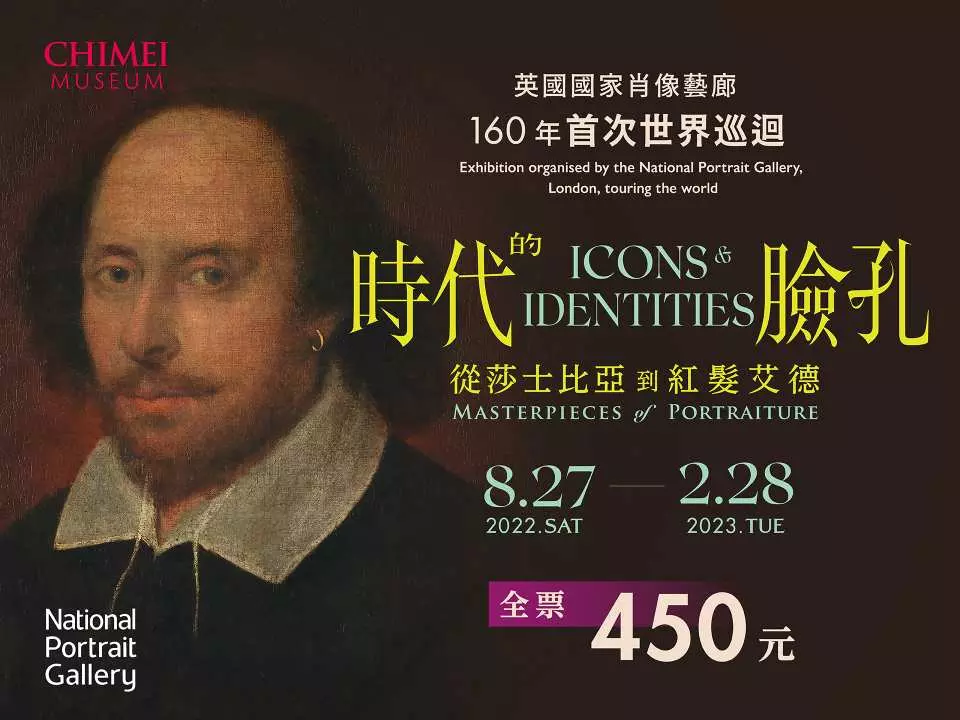 CHIMEI
MUSEUM
英國國家肖像藝廊
160年首次世界巡迴
Exhibition organised by the National Portrait Gallery,
London, touring the world
時代的 ICONS & IDENTITIES 臉孔
從莎士比亞到紅髮艾德
MASTERPIECES of PORTRAITURE
8.27 — 2.28
2022.SAT 2023.TUE
全票 450元
National
Portrait
Gallery